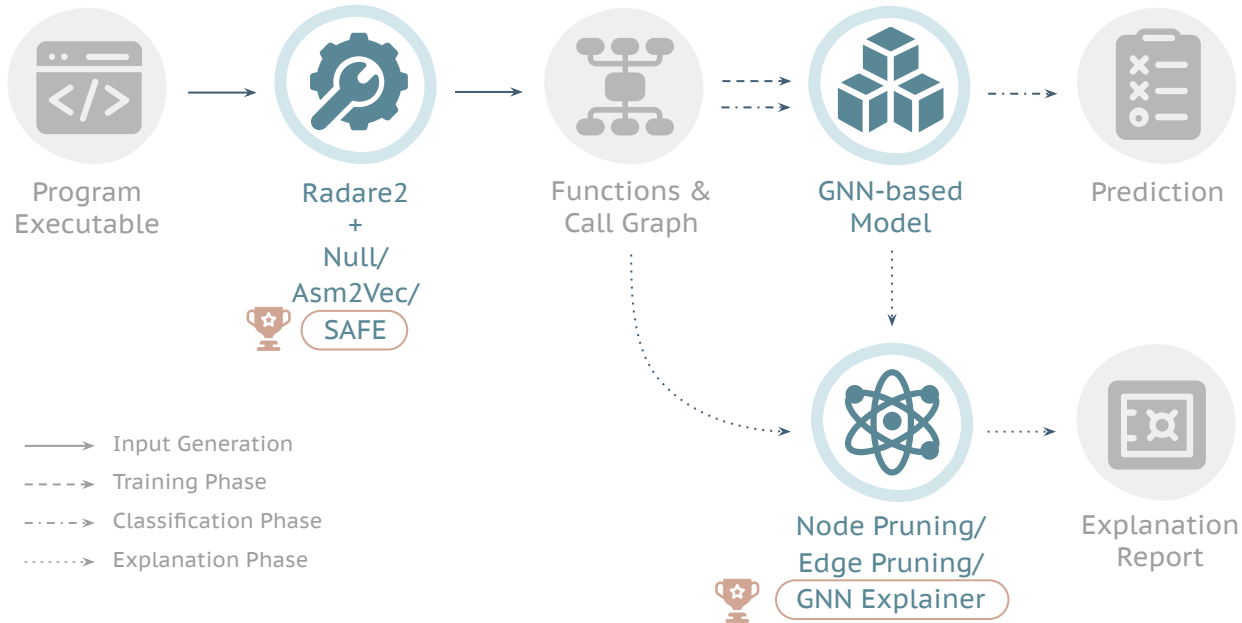 Program
Executable
Radare2
+
Null/
Asm2Vec/
SAFE
Functions &
Call Graph
GNN-based
Model
Prediction
Input Generation
Training Phase
Classification Phase
Explanation Phase
Node Pruning/
Edge Pruning/
GNN Explainer
Explanation
Report